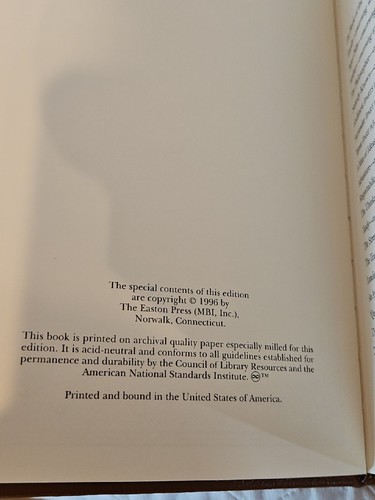 The special contents of this edition
are copyright © 1996 by
The Easton Press (MBI, Inc.),
Norwalk, Connecticut.
This book is printed on archival quality paper especially milled for this
edition. It is acid-neutral and conforms to all guidelines established for
permanence and durability by the Council of Library Resources and the
American National Standards Institute. ♾™
Printed and bound in the United States of America.